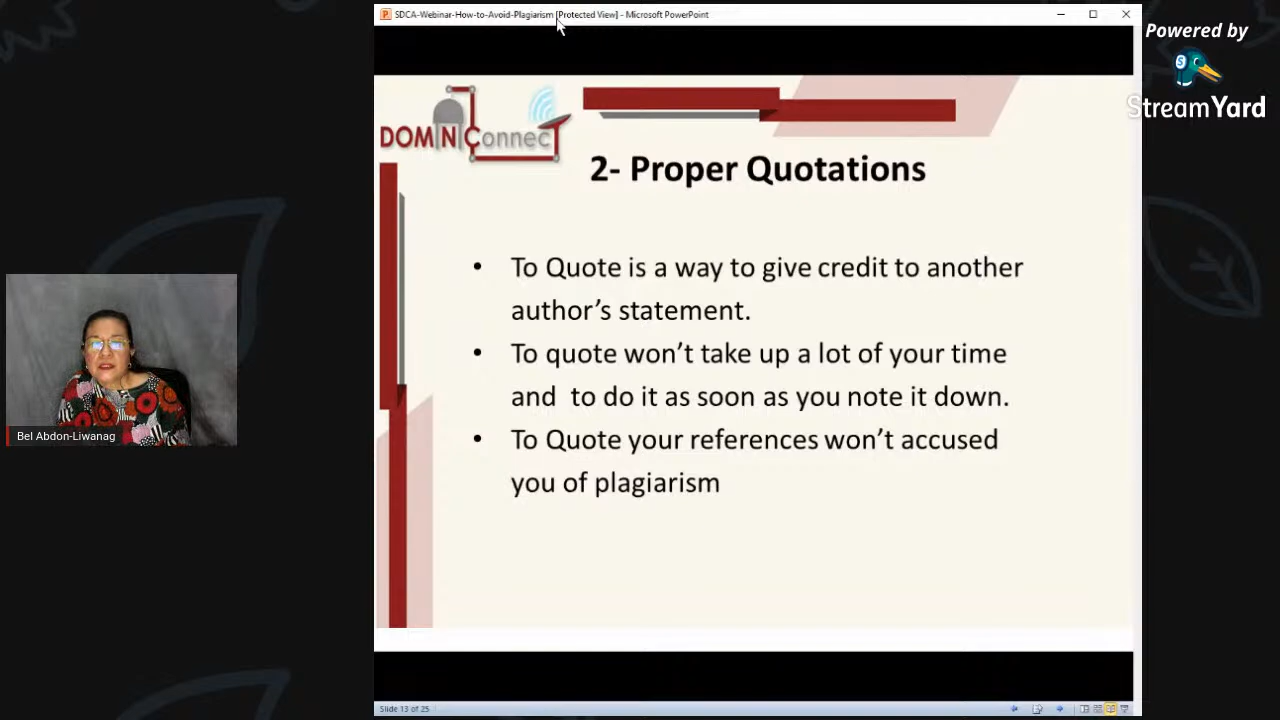 SDCA-Webinar-How-to-Avoid-Plagiarism [Protected View] - Microsoft PowerPoint
Powered by
StreamYard
DOMINIConnecT
2- Proper Quotations
• To Quote is a way to give credit to another
author’s statement.
• To quote won’t take up a lot of your time
and to do it as soon as you note it down.
• To Quote your references won’t accused
you of plagiarism
Bel Abdon-Liwanag
Slide 13 of 25